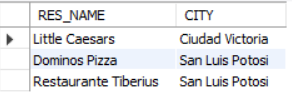 RES_NAME CITY
Little Caesars Ciudad Victoria
Dominos Pizza San Luis Potosi
Restaurante Tiberius San Luis Potosi